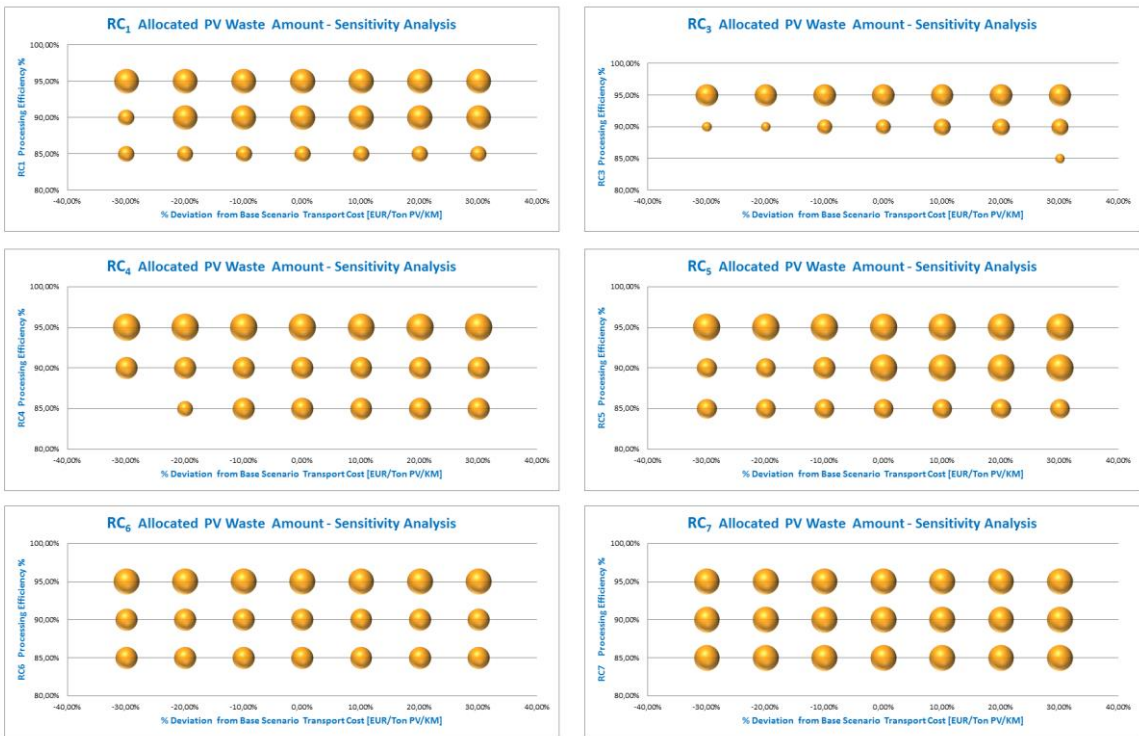 RC₁ Allocated PV Waste Amount - Sensitivity Analysis
RC1 Processing Efficiency %
100,00%
95,00%
90,00%
85,00%
80,00%
-40,00% -30,00% -20,00% -10,00% 0,00% 10,00% 20,00% 30,00% 40,00%
% Deviation from Base Scenario Transport Cost [EUR/Ton PV/KM]
RC₃ Allocated PV Waste Amount - Sensitivity Analysis
RC3 Processing Efficiency %
100,00%
95,00%
90,00%
85,00%
80,00%
-40,00% -30,00% -20,00% -10,00% 0,00% 10,00% 20,00% 30,00% 40,00%
% Deviation from Base Scenario Transport Cost [EUR/Ton PV/KM]
RC₄ Allocated PV Waste Amount - Sensitivity Analysis
RC4 Processing Efficiency %
100,00%
95,00%
90,00%
85,00%
80,00%
-40,00% -30,00% -20,00% -10,00% 0,00% 10,00% 20,00% 30,00% 40,00%
% Deviation from Base Scenario Transport Cost [EUR/Ton PV/KM]
RC₅ Allocated PV Waste Amount - Sensitivity Analysis
RC5 Processing Efficiency %
100,00%
95,00%
90,00%
85,00%
80,00%
-40,00% -30,00% -20,00% -10,00% 0,00% 10,00% 20,00% 30,00% 40,00%
% Deviation from Base Scenario Transport Cost [EUR/Ton PV/KM]
RC₆ Allocated PV Waste Amount - Sensitivity Analysis
RC6 Processing Efficiency %
100,00%
95,00%
90,00%
85,00%
80,00%
-40,00% -30,00% -20,00% -10,00% 0,00% 10,00% 20,00% 30,00% 40,00%
% Deviation from Base Scenario Transport Cost [EUR/Ton PV/KM]
RC₇ Allocated PV Waste Amount - Sensitivity Analysis
RC7 Processing Efficiency %
100,00%
95,00%
90,00%
85,00%
80,00%
-40,00% -30,00% -20,00% -10,00% 0,00% 10,00% 20,00% 30,00% 40,00%
% Deviation from Base Scenario Transport Cost [EUR/Ton PV/KM]